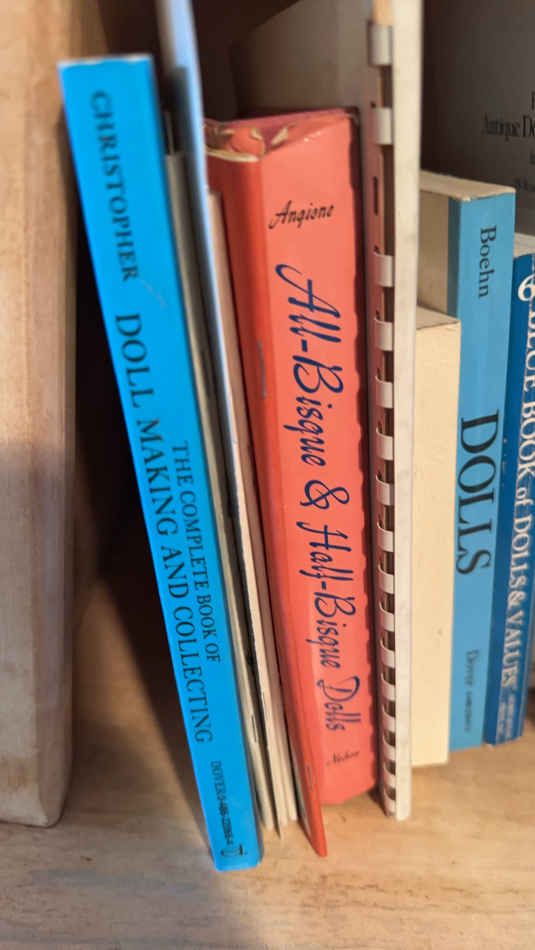 CHRISTOPHER
THE COMPLETE BOOK OF
DOLL MAKING AND COLLECTING
DOVER
Angione
All-Bisque & Half-Bisque Dolls
Boehn
DOLLS
Dover
BOOK of DOLLS & VALUES
Antique